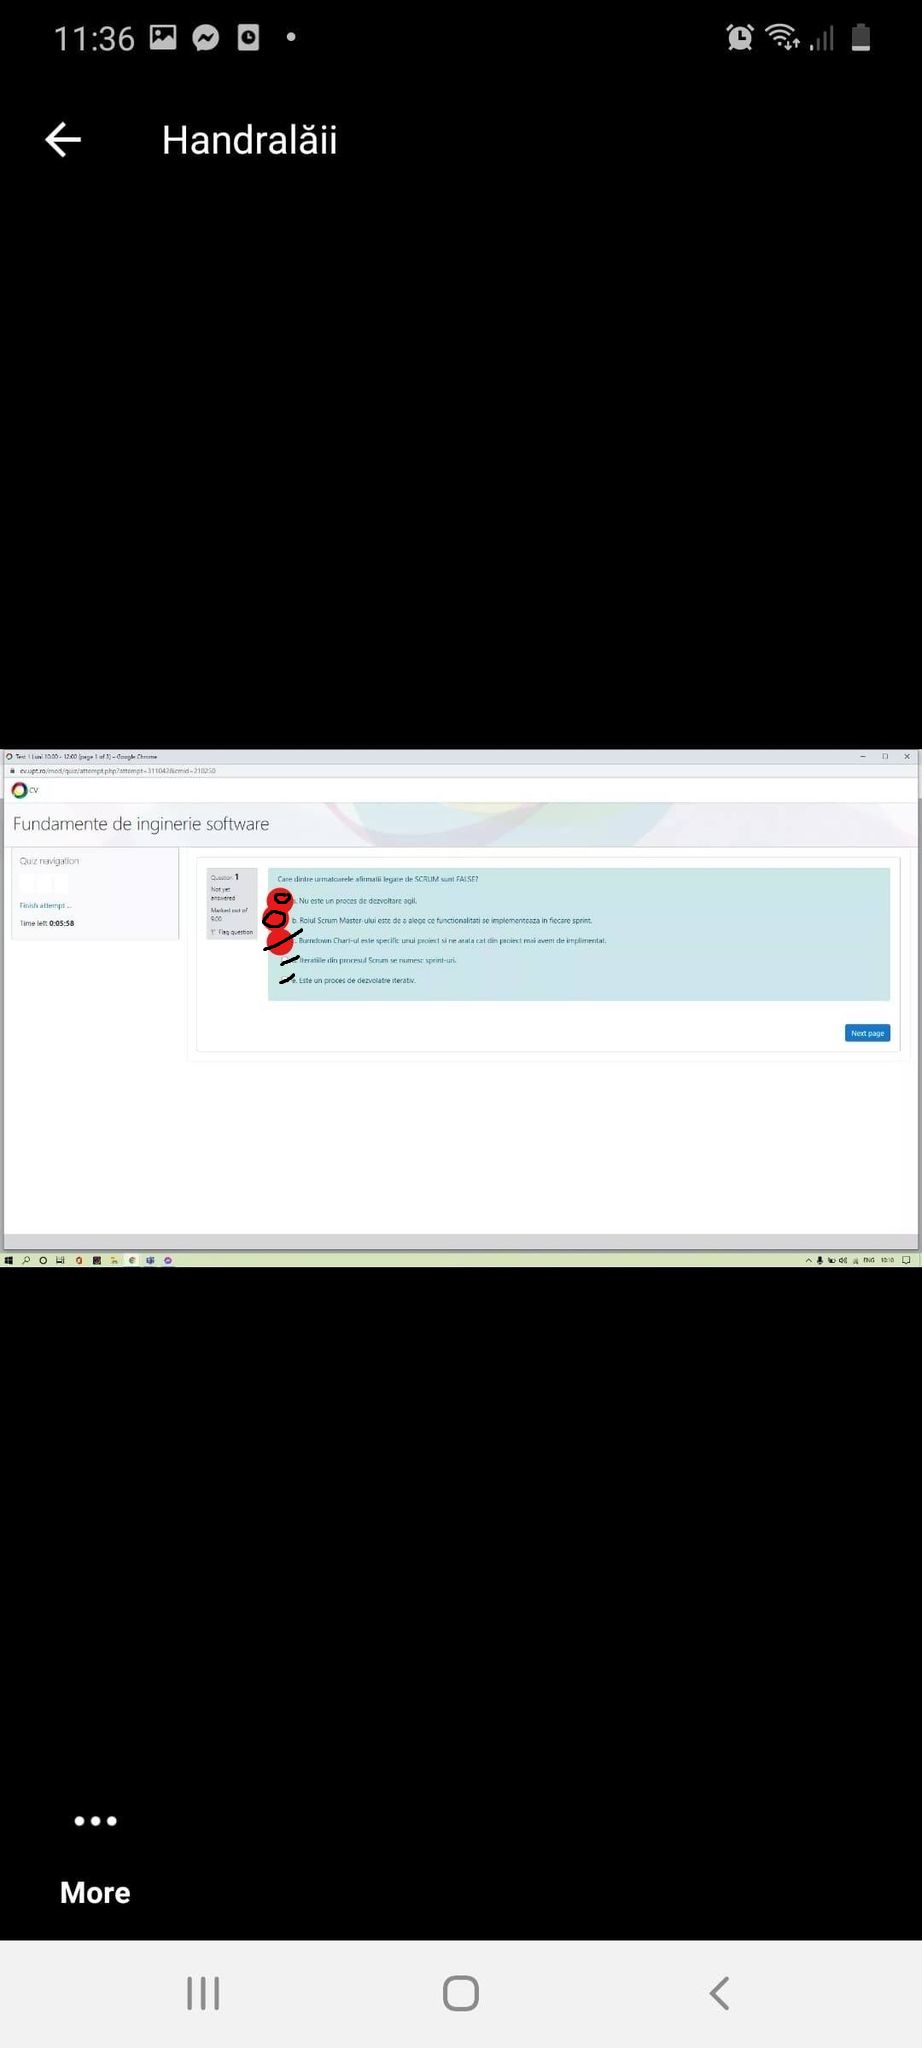 11:36
Handralăii
Test 1 Luni 10:00 - 12:00 (page 1 of 3) - Google Chrome
cv.upt.ro/mod/quiz/attempt.php?attempt=311042&cmid=210250
CV
Fundamente de inginerie software
Quiz navigation
Finish attempt ...
Time left 0:05:58
Question 1
Not yet
answered
Marked out of
9.00
Flag question
Care dintre urmatoarele afirmatii legate de SCRUM sunt FALSE?
Nu este un proces de dezvoltare agil.
b. Rolul Scrum Master-ului este de a alege ce functionalitati se implementeaza in fiecare sprint.
Burndown Chart-ul este specific unui proiect si ne arata cat din proiect mai avem de implimentat.
Iteratiile din procesul Scrum se numesc sprint-uri.
e. Este un proces de dezvolatre iterativ.
Next page
ENG 10:10
More